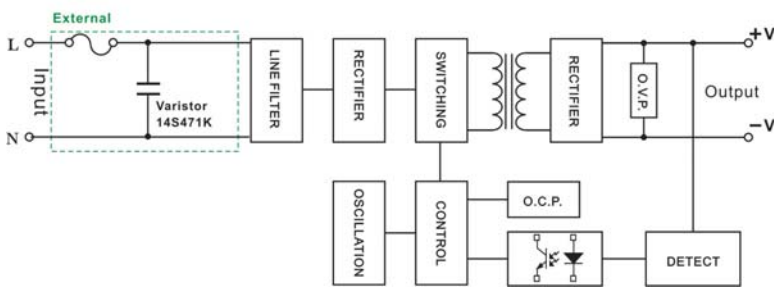 External
L
N
Input
Varistor
14S471K
LINE FILTER
RECTIFIER
SWITCHING
RECTIFIER
O.V.P.
+V
Output
-V
OSCILLATION
CONTROL
O.C.P.
DETECT